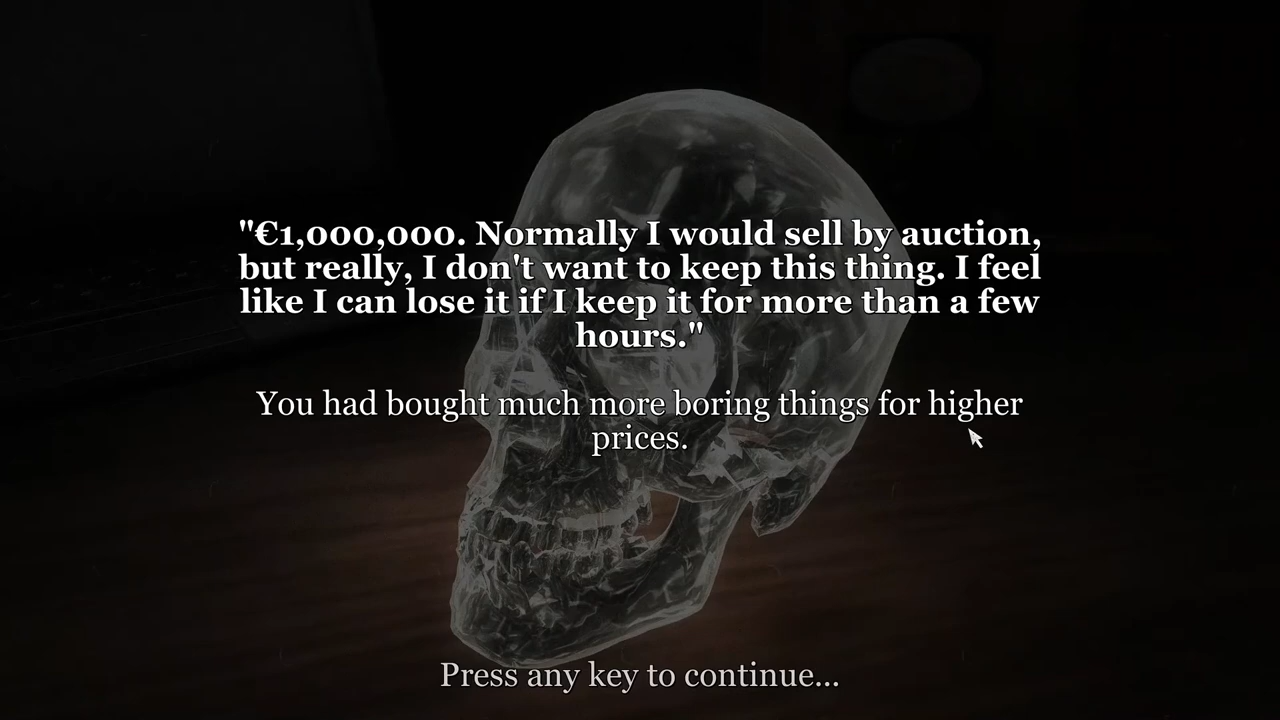 "€1,000,000. Normally I would sell by auction,
but really, I don't want to keep this thing. I feel
like I can lose it if I keep it for more than a few
hours."
You had bought much more boring things for higher
prices.
Press any key to continue...